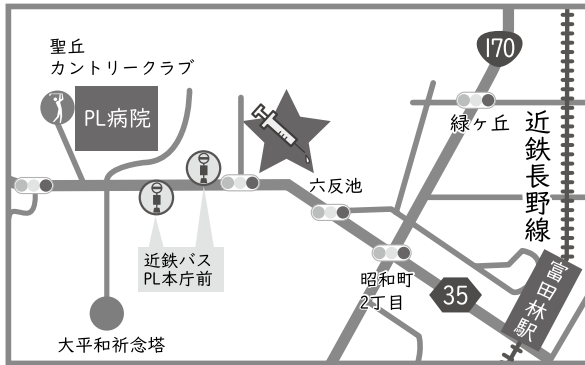 聖丘
カントリークラブ
PL病院
170
緑ヶ丘
近鉄長野線
六反池
近鉄バス
PL本庁前
昭和町
2丁目
35
富田林駅
大平和祈念塔